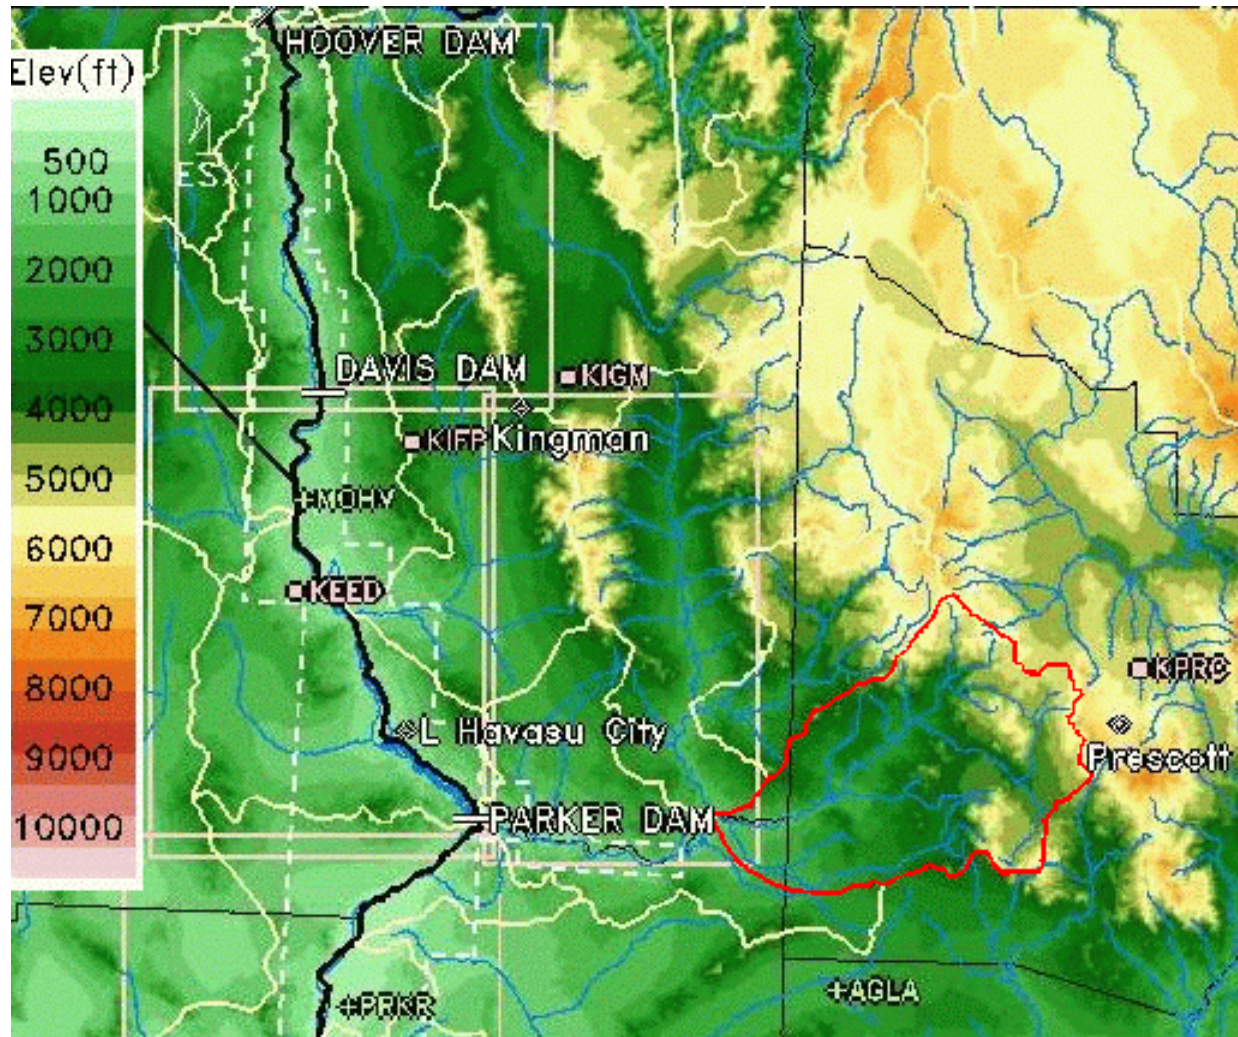 HOOVER DAM
Elev(ft)
500
1000
2000
3000
4000
5000
6000
7000
8000
9000
10000
ESX
DAVIS DAM
KIGM
KIFP
Kingman
+MOHV
KEED
KPRC
L Havasu City
Prescott
PARKER DAM
+AGLA
+PRKR